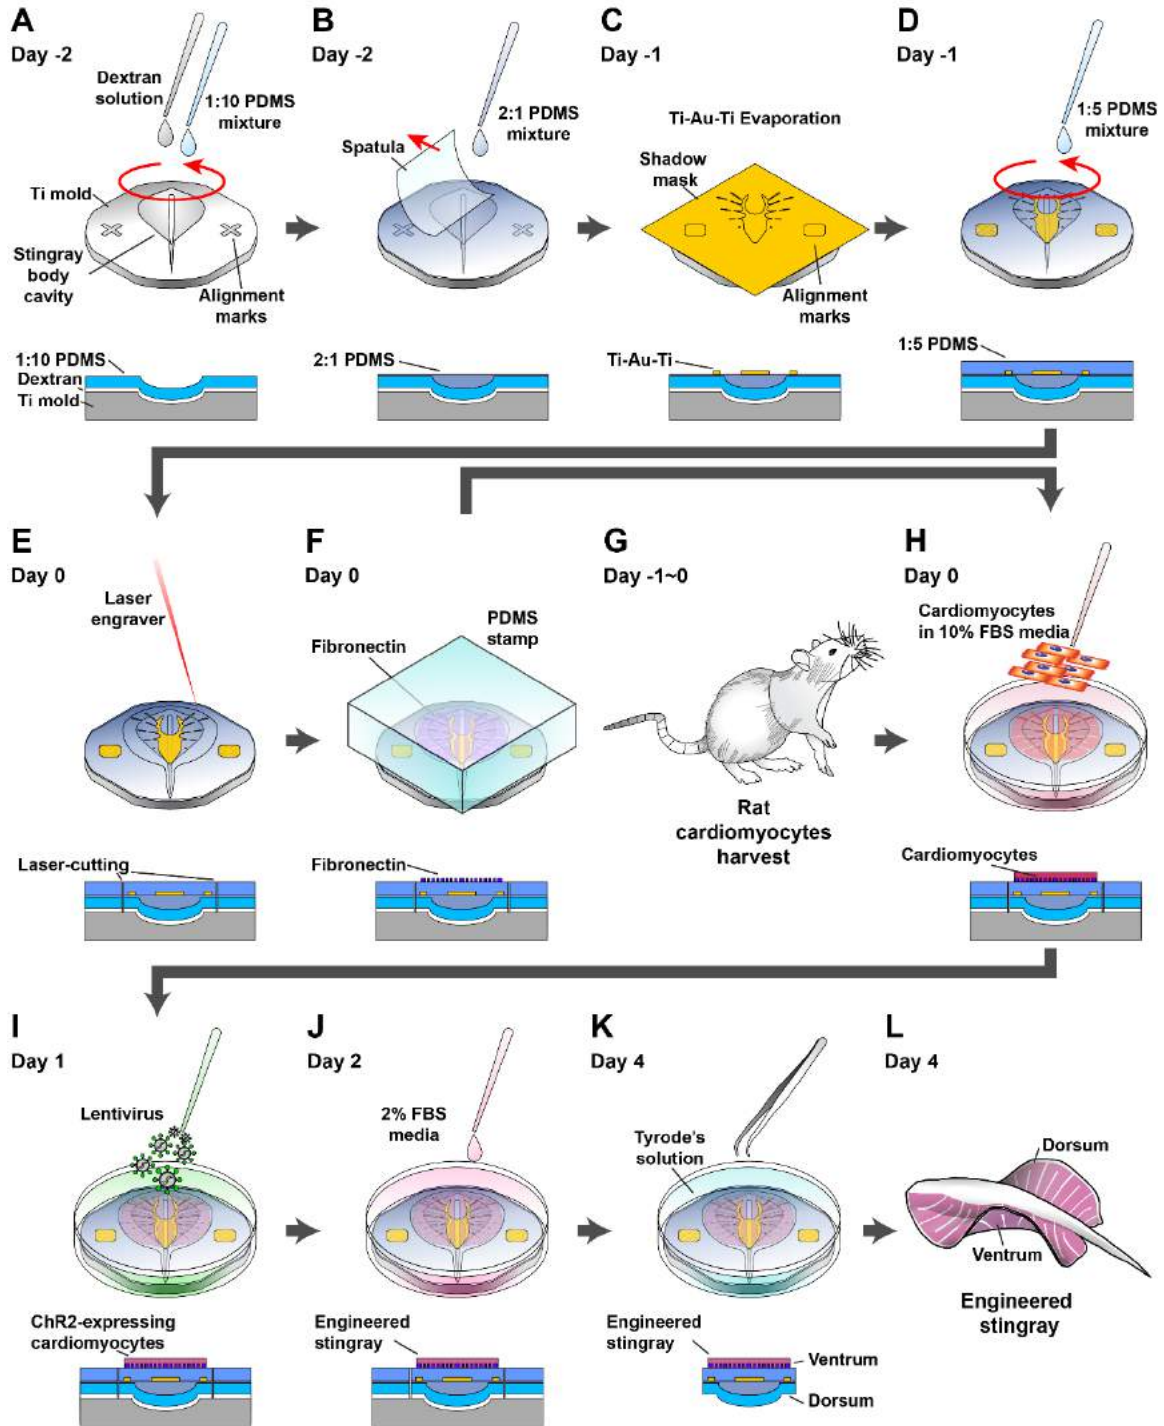 A
Day -2
Dextran
solution
1:10 PDMS
mixture
Ti mold
Stingray
body
cavity
Alignment
marks
1:10 PDMS
Dextran
Ti mold
B
Day -2
2:1 PDMS
mixture
Spatula
2:1 PDMS
C
Day -1
Ti-Au-Ti Evaporation
Shadow
mask
Alignment
marks
Ti-Au-Ti
D
Day -1
1:5 PDMS
mixture
1:5 PDMS
E
Day 0
Laser
engraver
Laser-cutting
F
Day 0
PDMS
stamp
Fibronectin
Fibronectin
G
Day -1~0
Rat
cardiomyocytes
harvest
H
Day 0
Cardiomyocytes
in 10% FBS media
Cardiomyocytes
I
Day 1
Lentivirus
ChR2-expressing
cardiomyocytes
J
Day 2
2% FBS
media
Engineered
stingray
K
Day 4
Tyrode's
solution
Engineered
stingray
Ventrum
Dorsum
L
Day 4
Dorsum
Ventrum
Engineered
stingray